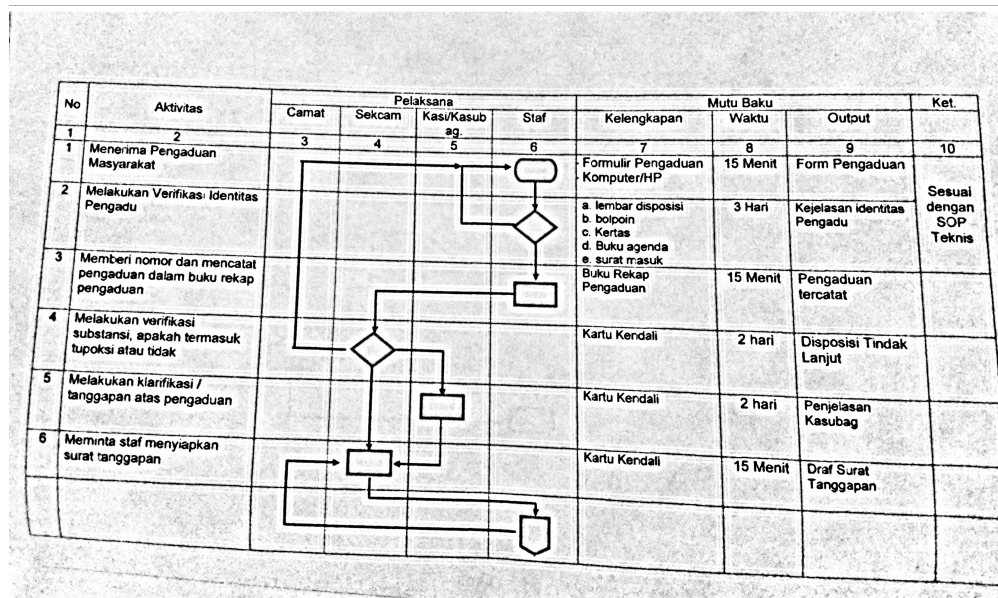 No Aktivitas Pelaksana Mutu Baku Ket.
Camat Sekcam Kasi/Kasub Staf Kelengkapan Waktu Output
ag.
1 2 3 4 5 6 7 8 9 10
1 Menerima Pengaduan - Formulir Pengaduan 15 Menit Form Pengaduan
Masyarakat - Komputer/HP
Sesuai
dengan
SOP
Teknis
2 Melakukan Verifikasi Identitas a. lembar disposisi 3 Hari Kejelasan identitas
Pengadu b. bolpoin Pengadu
c. Kertas
d. Buku agenda
e. surat masuk
3 Memberi nomor dan mencatat Buku Rekap 15 Menit Pengaduan
pengaduan dalam buku rekap Pengaduan tercatat
pengaduan
4 Melakukan verifikasi Kartu Kendali 2 hari Disposisi Tindak
substansi, apakah termasuk Lanjut
tupoksi atau tidak
5 Melakukan klarifikasi / Kartu Kendali 2 hari Penjelasan
tanggapan atas pengaduan Kasubag
6 Meminta staf menyiapkan Kartu Kendali 15 Menit Draf Surat
surat tanggapan Tanggapan